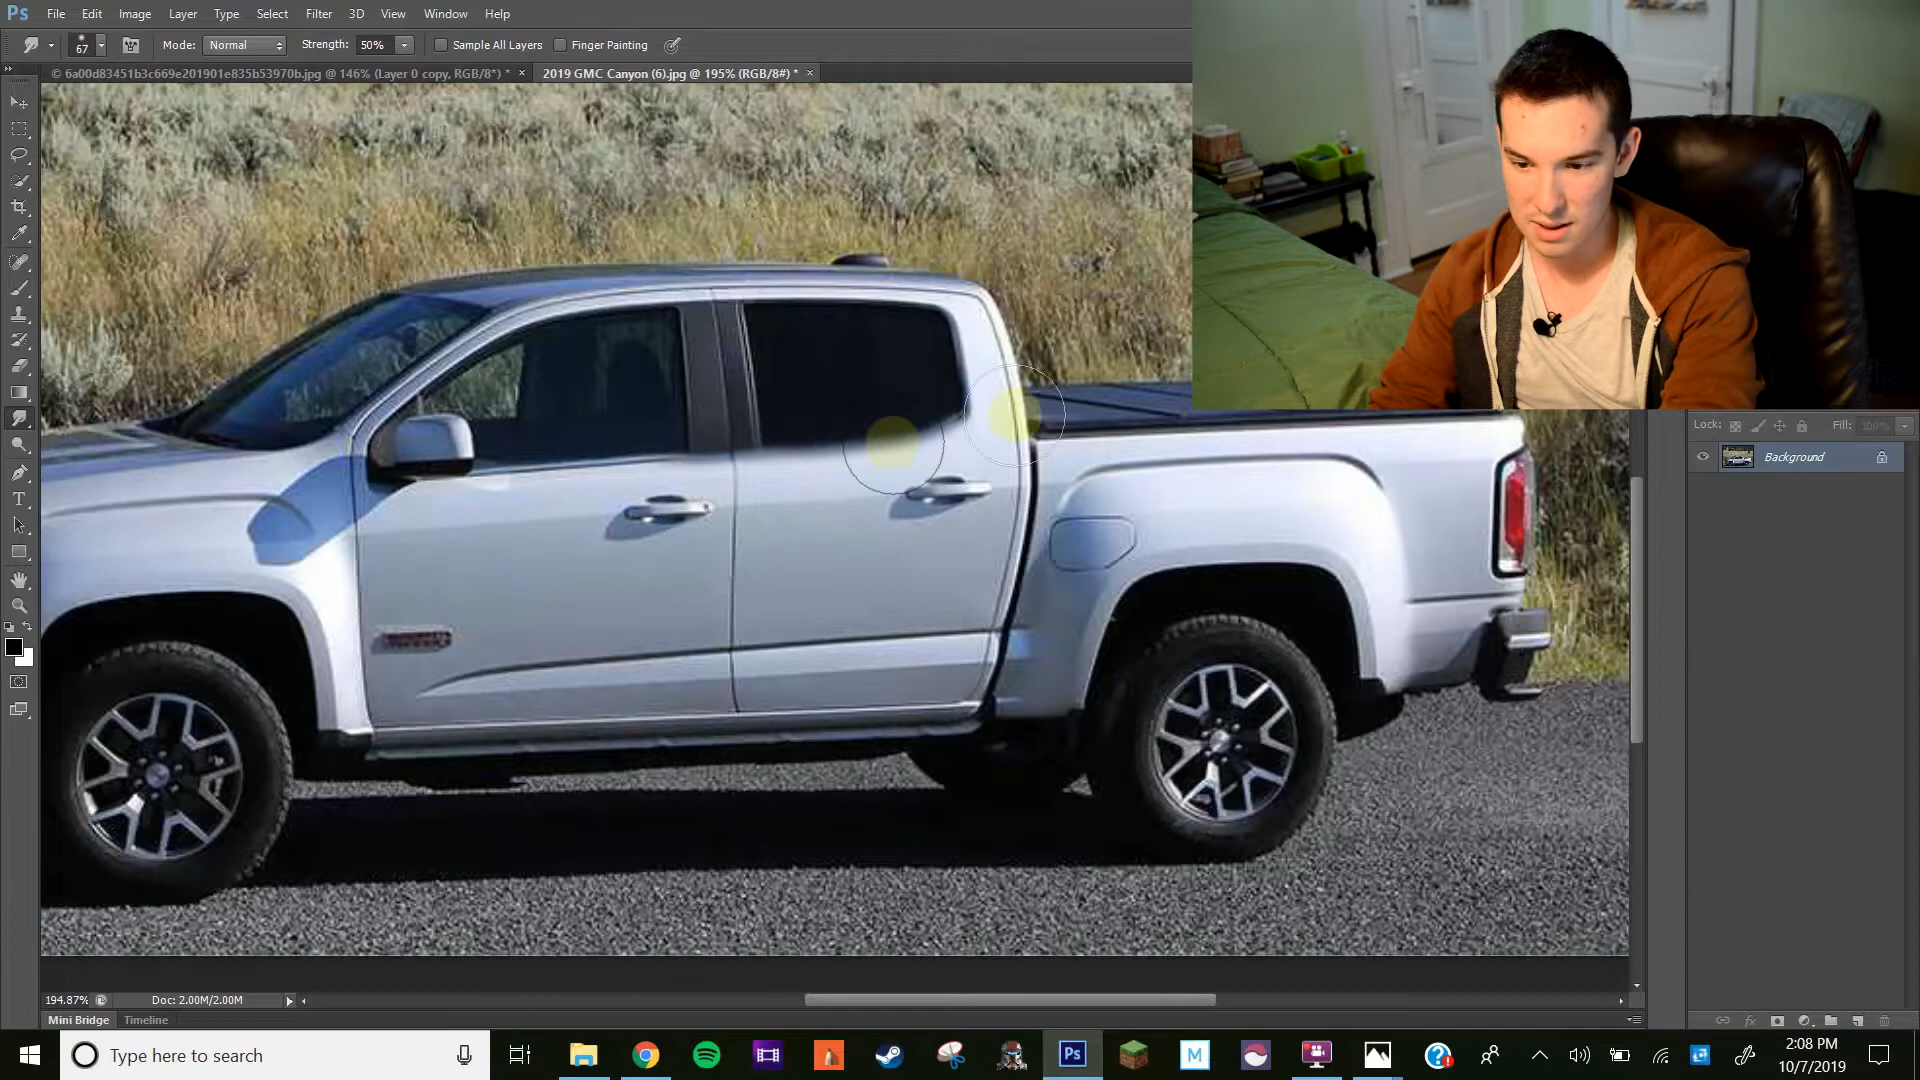 Ps File Edit Image Layer Type Select Filter 3D View Window Help
67 Mode: Normal Strength: 50% Sample All Layers Finger Painting
© 6a00d83451b3c669e201901e835b53970b.jpg @ 146% (Layer 0 copy, RGB/8*) * × 2019 GMC Canyon (6).jpg @ 195% (RGB/8#) * ×
Lock: Fill: 100%
Background
T
194.87% Doc: 2.00M/2.00M
Mini Bridge Timeline
Type here to search
Ps
M
2:08 PM
10/7/2019